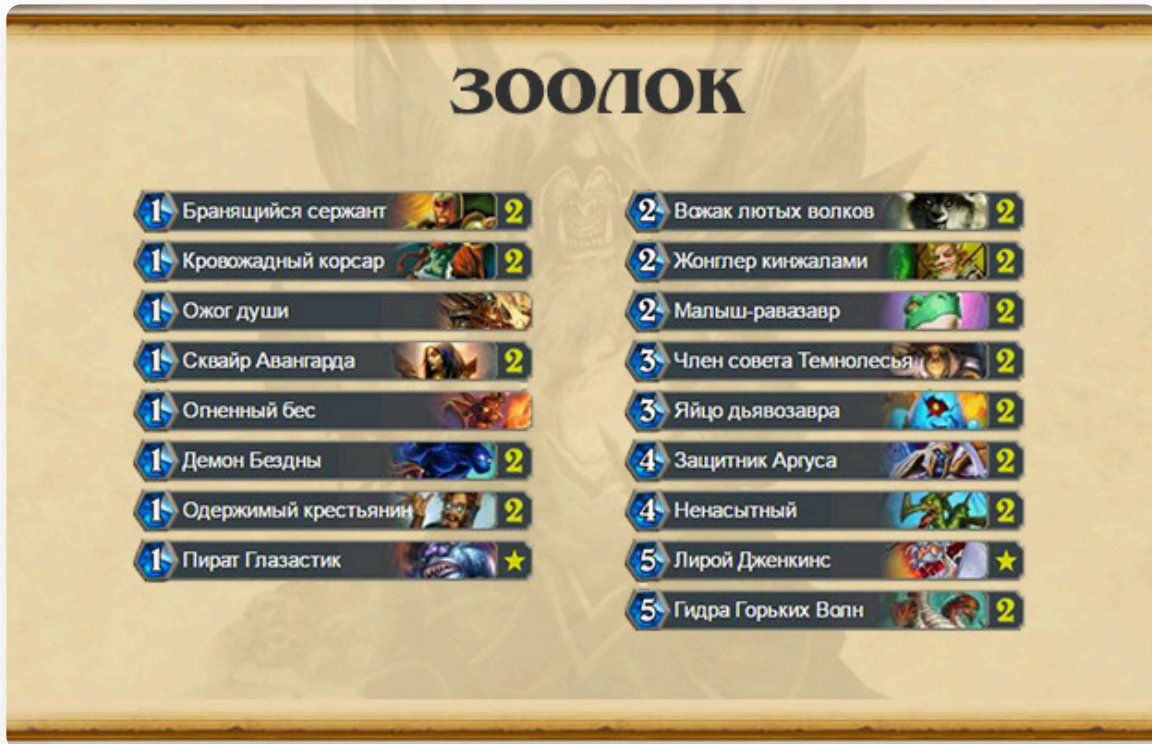 ЗООЛОК
1 Бранящийся сержант 2
1 Кровожадный корсар 2
1 Ожог души
1 Сквайр Авангарда 2
1 Огненный бес
1 Демон Бездны 2
1 Одержимый крестьянин 2
1 Пират Глазастик ★
2 Вожак лютых волков 2
2 Жонглер кинжалами 2
2 Малыш-равазавр 2
3 Член совета Темнолесья 2
3 Яйцо дьявозавра 2
4 Защитник Аргуса 2
4 Ненасытный 2
5 Лирой Дженкинс ★
5 Гидра Горьких Волн 2